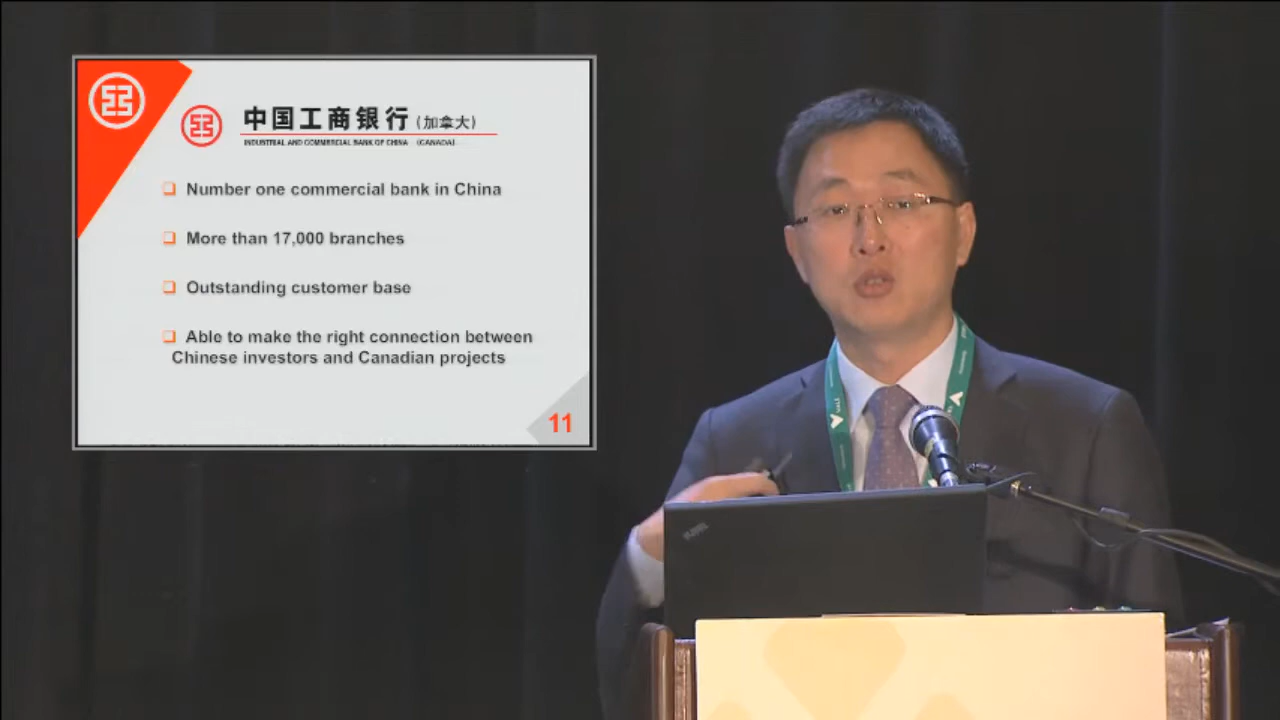 中国工商银行(加拿大)
INDUSTRIAL AND COMMERCIAL BANK OF CHINA (CANADA)
Number one commercial bank in China
More than 17,000 branches
Outstanding customer base
Able to make the right connection between
Chinese investors and Canadian projects
11
VALE